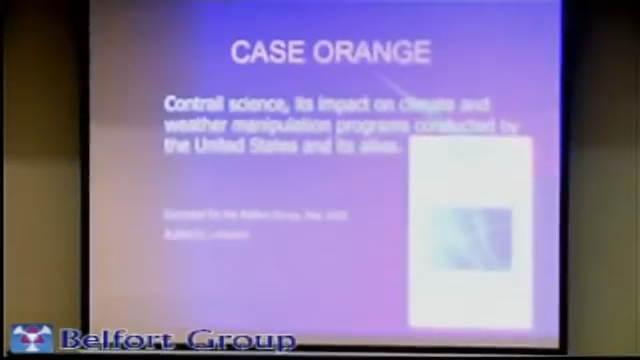 CASE ORANGE
Contrail science, its impact on climate and
weather manipulation programs conducted by
the United States and its allies.
Belfort Group